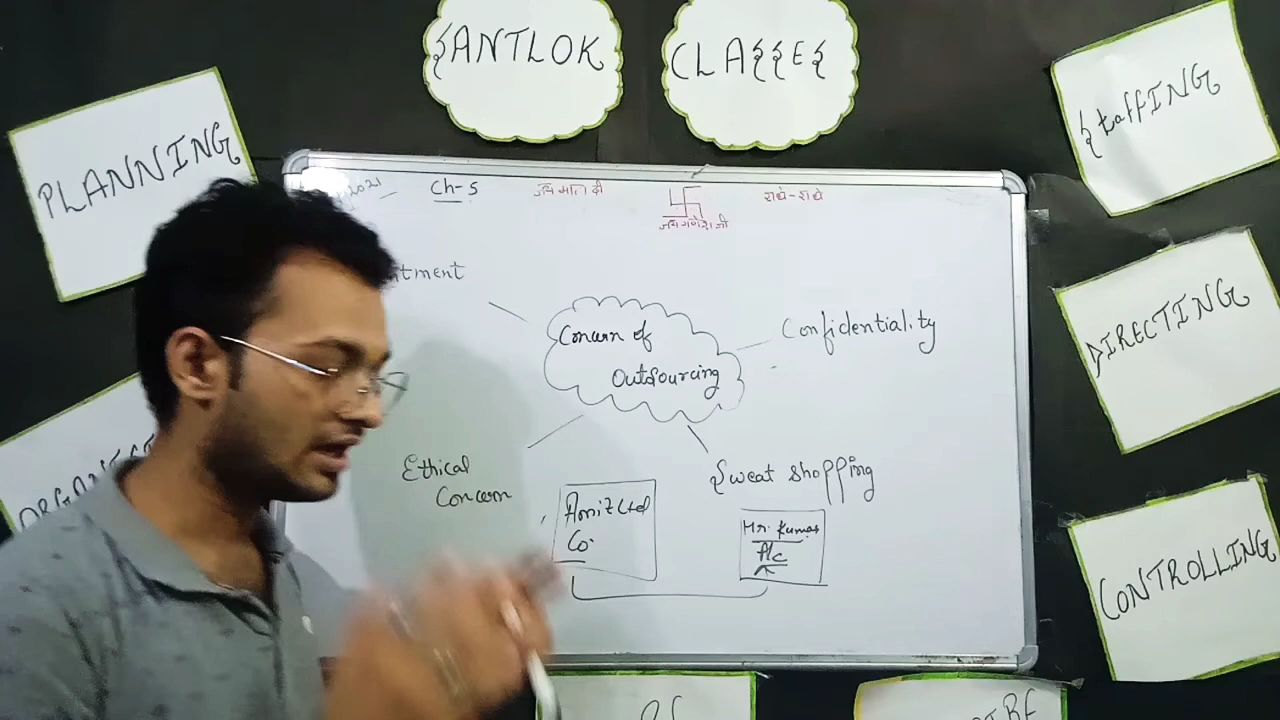 SANTLOK
CLASSES
PLANNING
StaffING
DIRECTING
CONTROLLING
Ch-5
जय माता दी
जय गणेश जी
राधे-राधे
Concern of
OutSourcing
Confidentiality
Ethical
Concern
Sweat shopping
Amit Ltd
Co.
Mr. Kumar
A/c